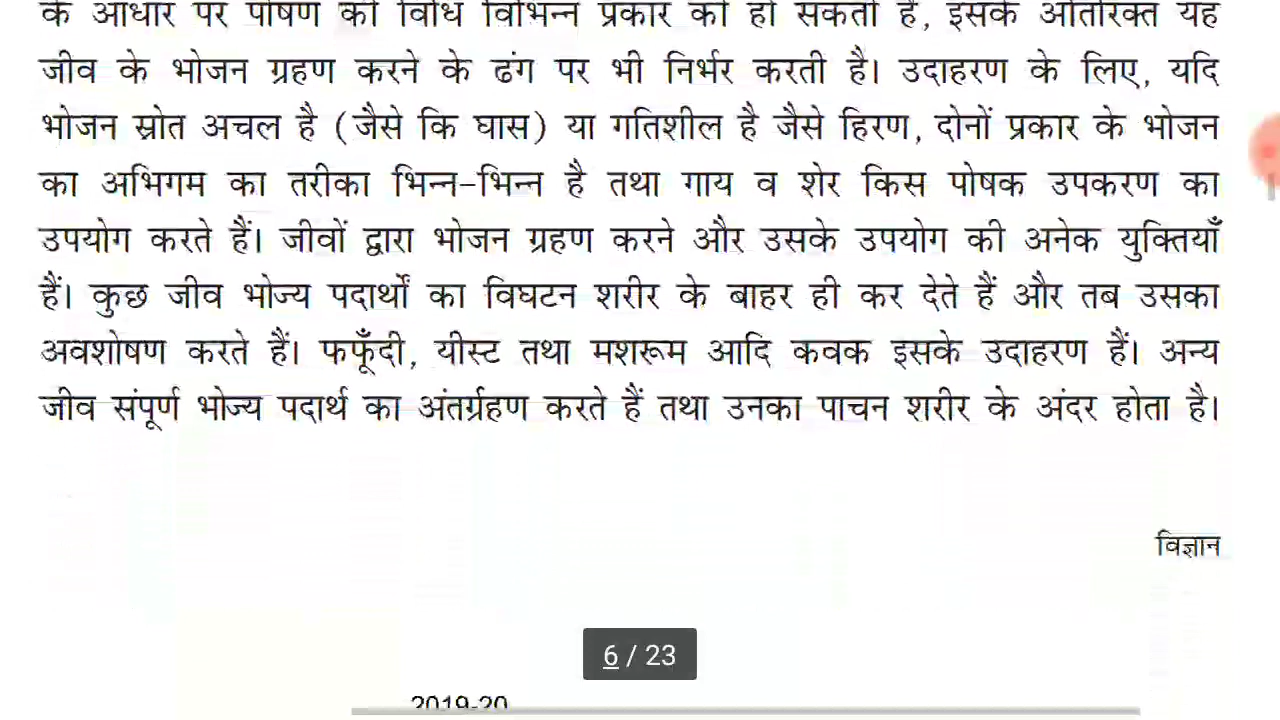 के आधार पर पोषण की विधि विभिन्न प्रकार की हो सकती है, इसके अतिरिक्त यह
जीव के भोजन ग्रहण करने के ढंग पर भी निर्भर करती है। उदाहरण के लिए, यदि
भोजन स्रोत अचल है (जैसे कि घास) या गतिशील है जैसे हिरण, दोनों प्रकार के भोजन
का अभिगम का तरीका भिन्न-भिन्न है तथा गाय व शेर किस पोषक उपकरण का
उपयोग करते हैं। जीवों द्वारा भोजन ग्रहण करने और उसके उपयोग की अनेक युक्तियाँ
हैं। कुछ जीव भोज्य पदार्थों का विघटन शरीर के बाहर ही कर देते हैं और तब उसका
अवशोषण करते हैं। फफूँदी, यीस्ट तथा मशरूम आदि कवक इसके उदाहरण हैं। अन्य
जीव संपूर्ण भोज्य पदार्थ का अंतर्ग्रहण करते हैं तथा उनका पाचन शरीर के अंदर होता है।
विज्ञान
6 / 23
2019-20